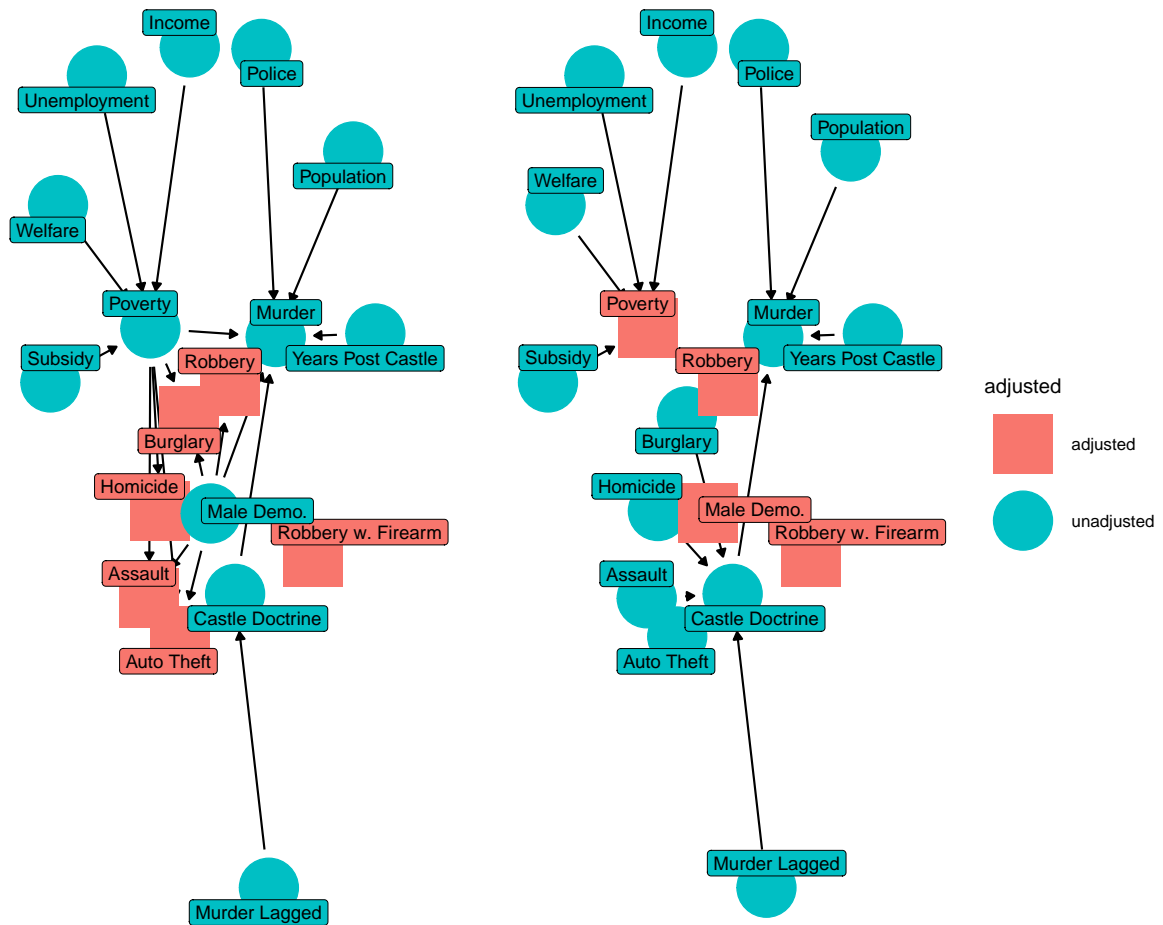 Income
Police
Unemployment
Population
Welfare
Poverty
Murder
Subsidy
Robbery
Years Post Castle
Burglary
Homicide
Male Demo.
Robbery w. Firearm
Assault
Castle Doctrine
Auto Theft
Murder Lagged
Income
Police
Unemployment
Population
Welfare
Poverty
Murder
Subsidy
Robbery
Years Post Castle
Burglary
Homicide
Male Demo.
Robbery w. Firearm
Assault
Castle Doctrine
Auto Theft
Murder Lagged
adjusted
adjusted
unadjusted